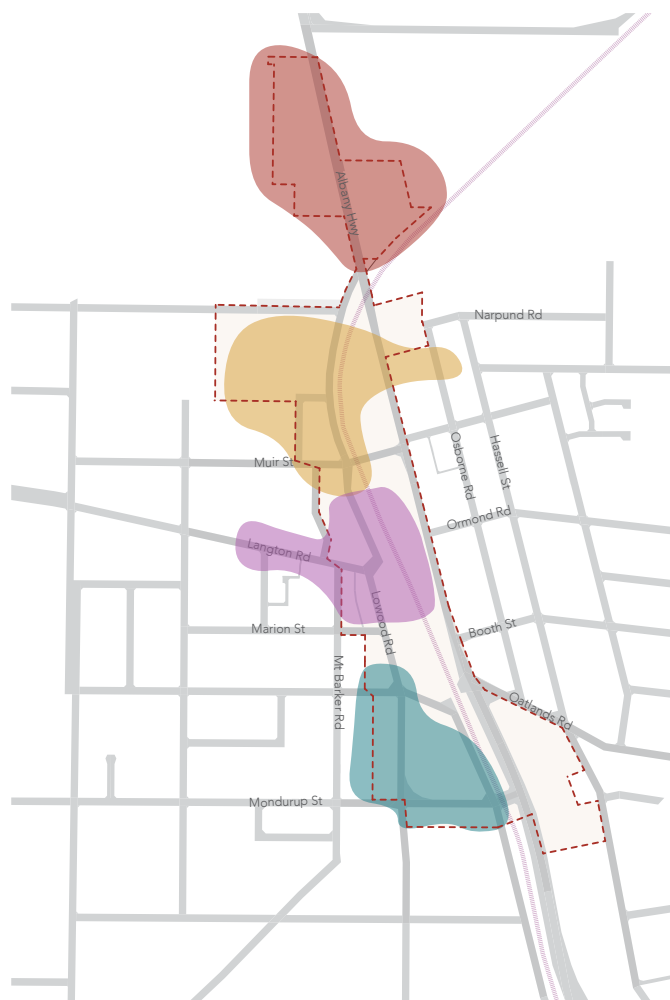 Albany Hwy
Narpund Rd
Muir St
Osborne Rd
Hassell St
Ormond Rd
Langton Rd
Lowood Rd
Marion St
Booth St
Mt Barker Rd
Oatlands Rd
Mondurup St